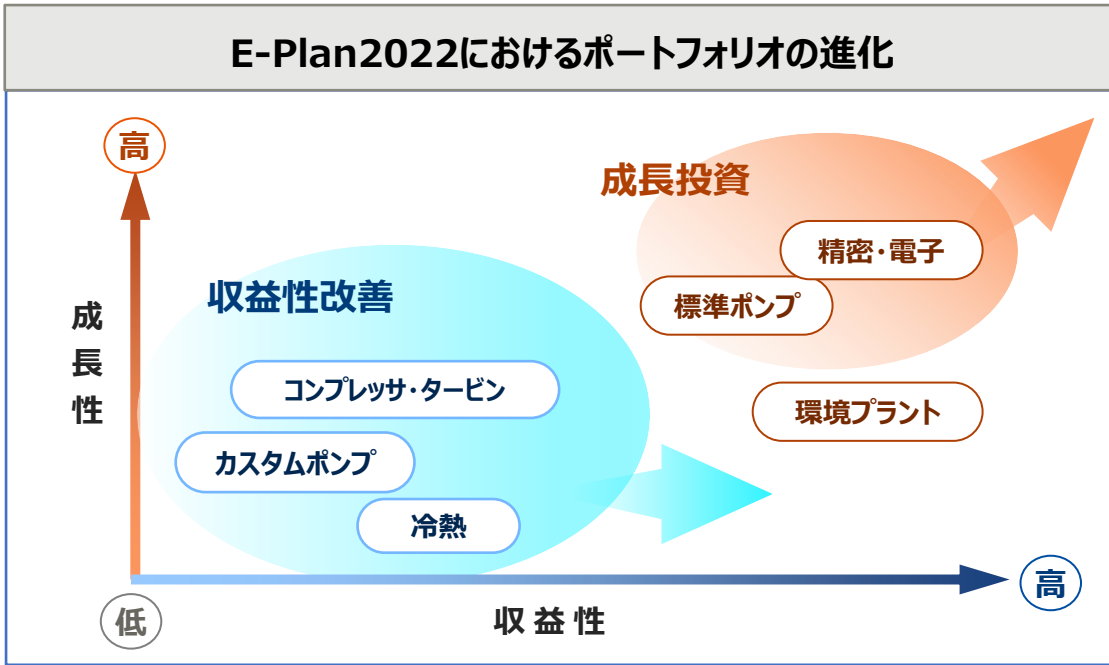 E-Plan2022におけるポートフォリオの進化
高
成長投資
精密・電子
標準ポンプ
収益性改善
成長性
コンプレッサ・タービン
環境プラント
カスタムポンプ
冷熱
高
低
収益性